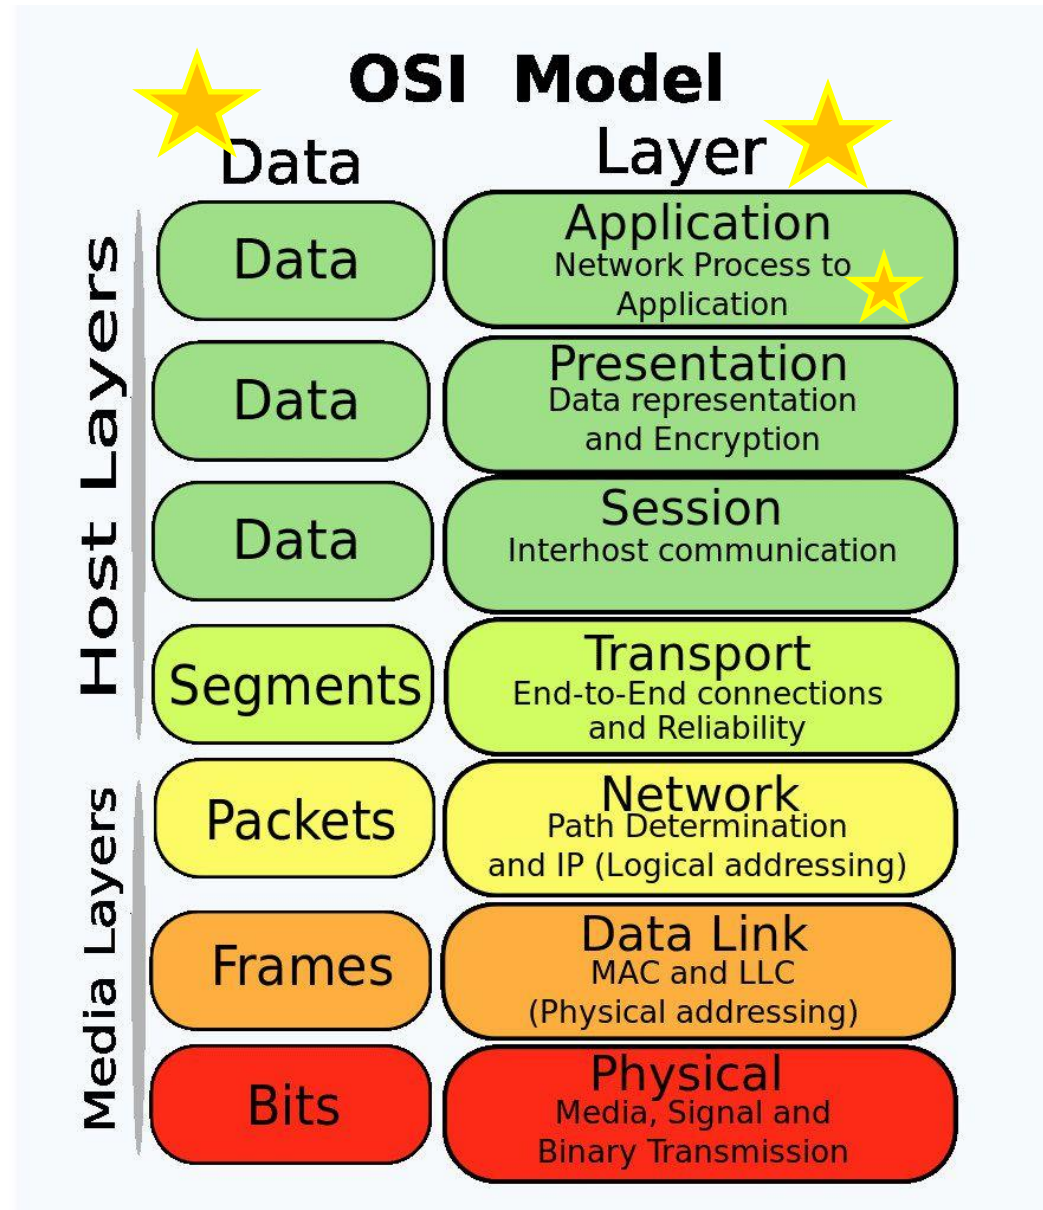 OSI Model
Data
Layer
Host Layers
Data
Application
Network Process to
Application
Data
Presentation
Data representation
and Encryption
Data
Session
Interhost communication
Segments
Transport
End-to-End connections
and Reliability
Media Layers
Packets
Network
Path Determination
and IP (Logical addressing)
Frames
Data Link
MAC and LLC
(Physical addressing)
Bits
Physical
Media, Signal and
Binary Transmission